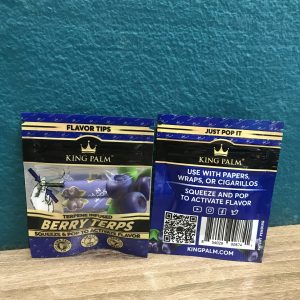 FLAVOR TIPS
KING PALM
TERPENE INFUSED
BERRY TERPS
SQUEEZE & POP TO ACTIVATE FLAVOR
JUST POP IT
KING PALM
USE WITH PAPERS,
WRAPS, OR CIGARILLOS
SQUEEZE AND POP
TO ACTIVATE FLAVOR
KINGPALM.COM